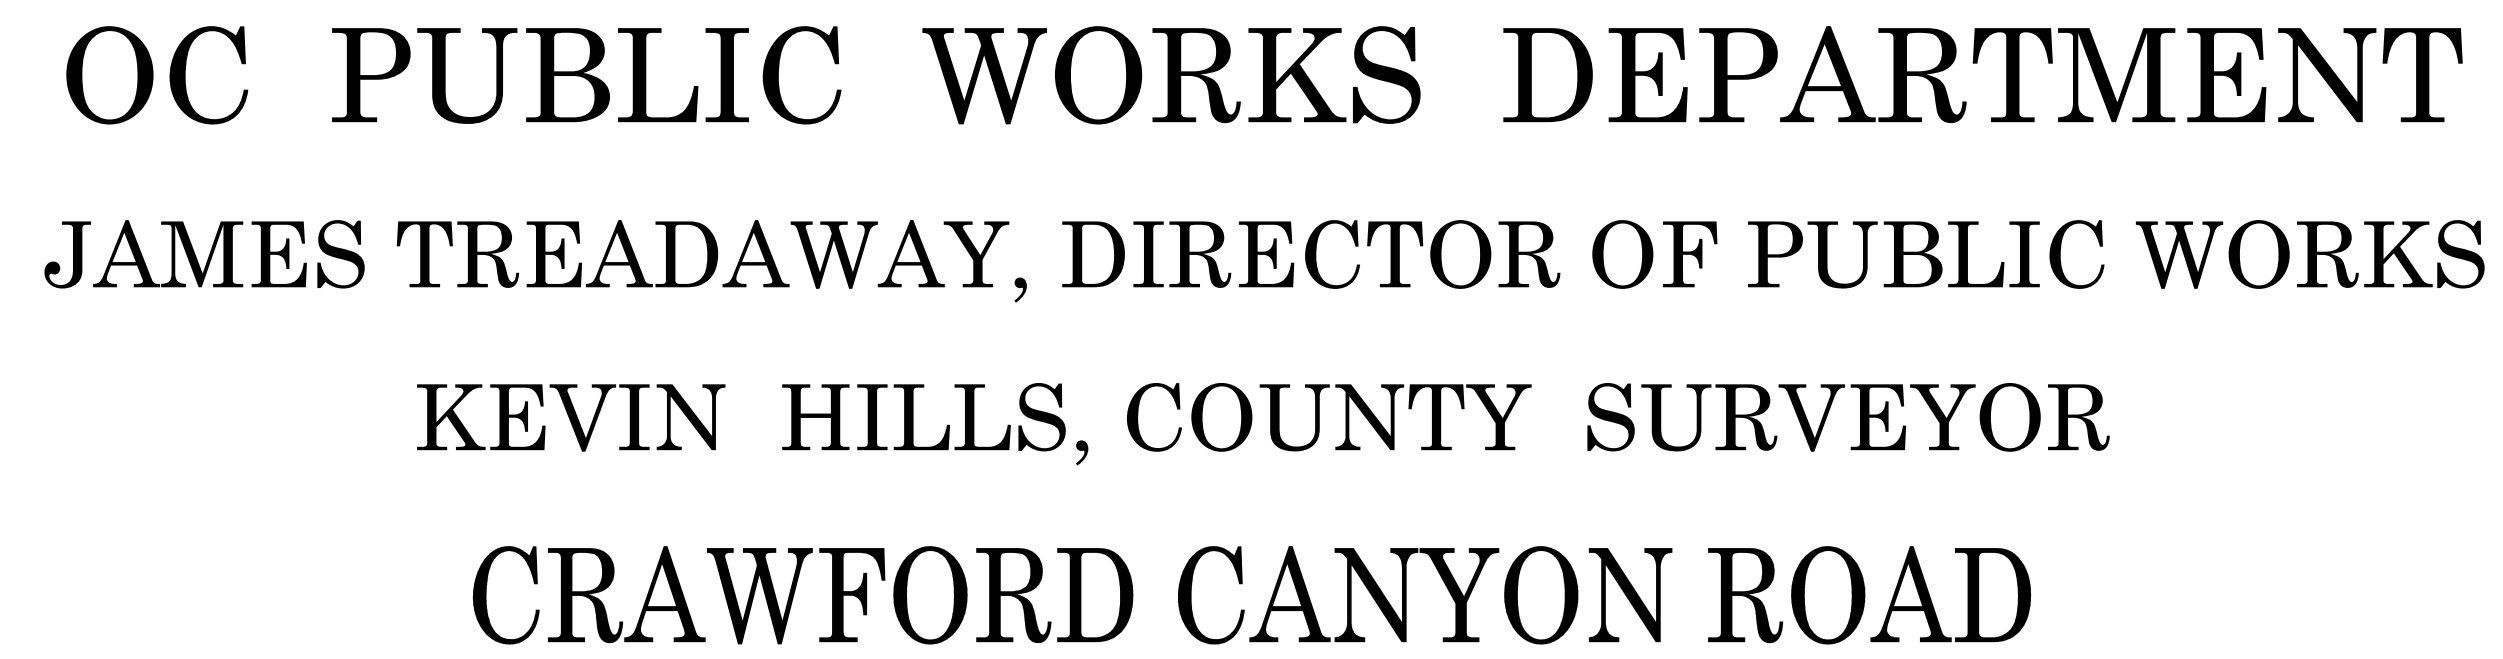 OC PUBLIC WORKS DEPARTMENT
JAMES TREADAWAY, DIRECTOR OF PUBLIC WORKS
KEVIN HILLS, COUNTY SURVEYOR
CRAWFORD CANYON ROAD